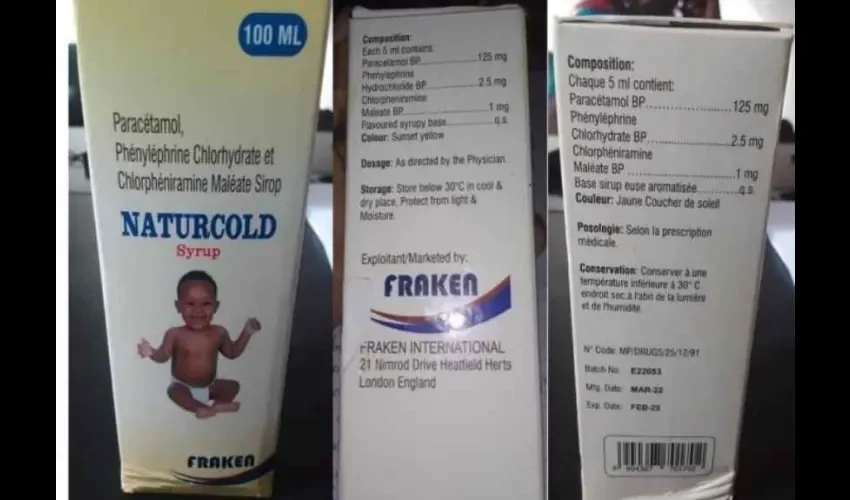 100 ML
Paracétamol,
Phényléphrine Chlorhydrate et
Chlorphéniramine Maléate Sirop
NATURCOLD
Syrup
FRAKEN
Composition:
Each 5 ml contains:
Paracetamol BP 125 mg
Phenylephrine
Hydrochloride BP 2.5 mg
Chlorpheniramine
Maleate BP 1 mg
Flavoured syrupy base q.s.
Colour: Sunset yellow
Dosage: As directed by the Physician.
Storage: Store below 30°C in cool &
dry place. Protect from light &
Moisture.
Exploitant/Marketed by:
FRAKEN
FRAKEN INTERNATIONAL
21 Nimrod Drive Heatfield Herts
London England
Composition:
Chaque 5 ml contient:
Paracétamol BP 125 mg
Phényléphrine
Chlorhydrate BP 2.5 mg
Chlorphéniramine
Maléate BP 1 mg
Base sirup euse aromatisée q.s.
Couleur: Jaune Coucher de soleil
Posologie: Selon la prescription
médicale.
Conservation: Conserver à une
température inférieure à 30° C
endroit sec, à l'abri de la lumière
et de l'humidité.
N° Code: MP/DRUGS/25/12/91
Batch No: E22053
Mfg. Date: MAR-22
Exp. Date: